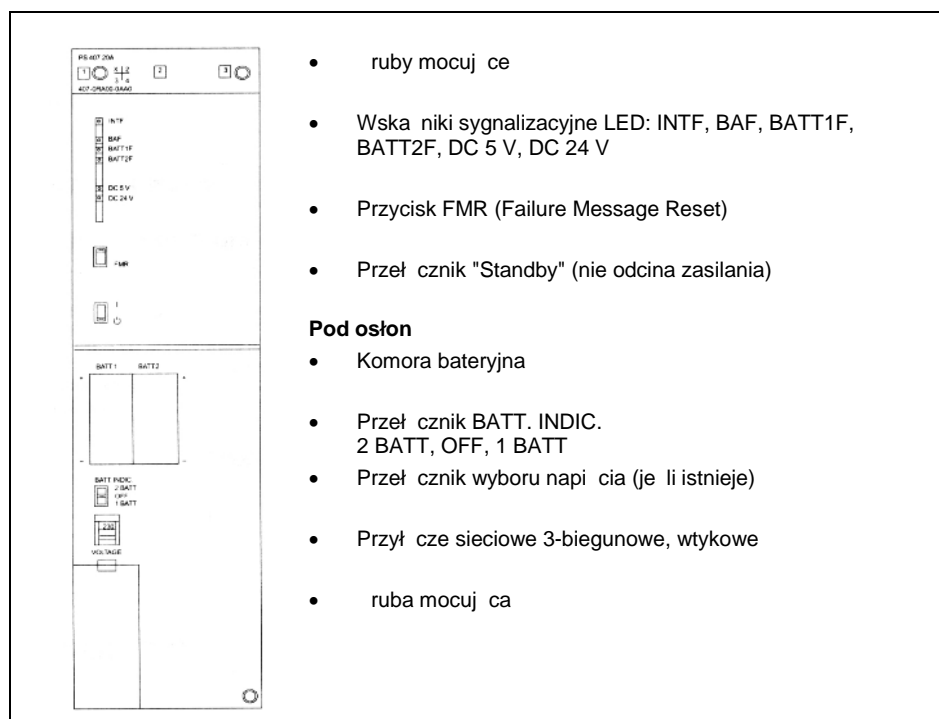 PS 407 20A
1 X 2 2 3
3 4
407-0RA00-0AA0
INTF
BAF
BATT1F
BATT2F
DC 5 V
DC 24 V
FMR
I
BATT 1 BATT2
BATT INDIC
2 BATT
OFF
1 BATT
230
VOLTAGE
• ruby mocuj ce
• Wska niki sygnalizacyjne LED: INTF, BAF, BATT1F,
BATT2F, DC 5 V, DC 24 V
• Przycisk FMR (Failure Message Reset)
• Przeł cznik "Standby" (nie odcina zasilania)
Pod osłon
• Komora bateryjna
• Przeł cznik BATT. INDIC.
2 BATT, OFF, 1 BATT
• Przeł cznik wyboru napi cia (je li istnieje)
• Przył cze sieciowe 3-biegunowe, wtykowe
• ruba mocuj ca